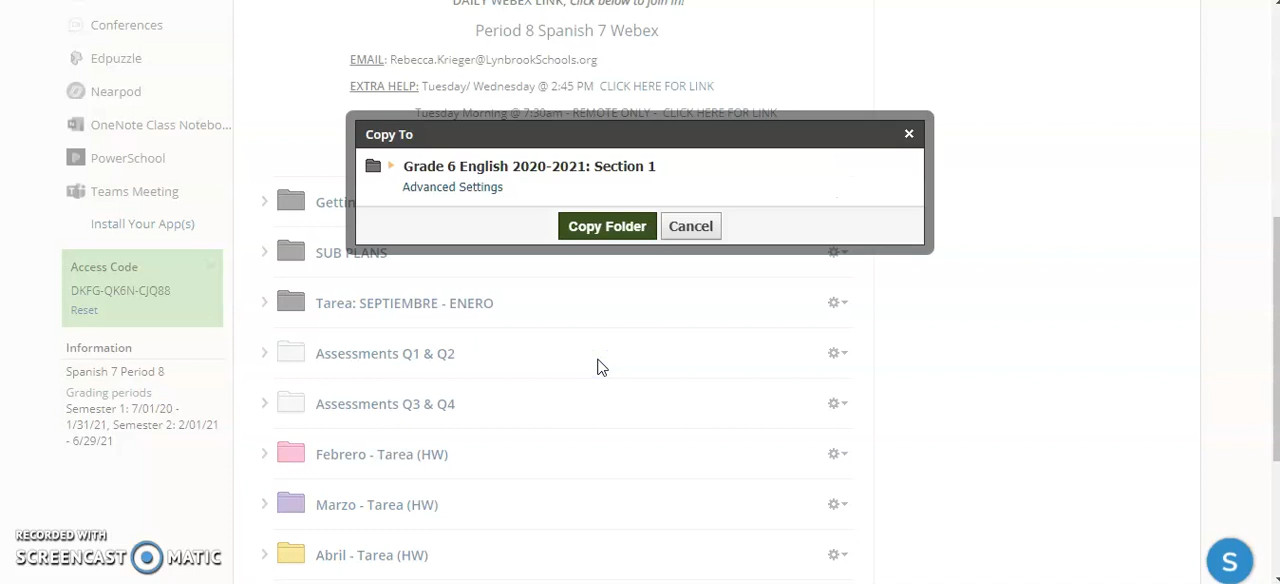 DAILY WEBEX LINK, Click below to join in!
Conferences
Period 8 Spanish 7 Webex
Edpuzzle
EMAIL: Rebecca.Krieger@LynbrookSchools.org
Nearpod
EXTRA HELP: Tuesday/ Wednesday @ 2:45 PM CLICK HERE FOR LINK
Tuesday Morning @ 7:30am - REMOTE ONLY - CLICK HERE FOR LINK
OneNote Class Notebo...
PowerSchool
Teams Meeting
Install Your App(s)
Copy To
×
Grade 6 English 2020-2021: Section 1
Advanced Settings
Copy Folder
Cancel
Access Code
DKFG-QK6N-CJQ88
Reset
Information
Spanish 7 Period 8
Grading periods
Semester 1: 7/01/20 -
1/31/21, Semester 2: 2/01/21
- 6/29/21
Getti
SUB PLANS
Tarea: SEPTIEMBRE - ENERO
Assessments Q1 & Q2
Assessments Q3 & Q4
Febrero - Tarea (HW)
Marzo - Tarea (HW)
Abril - Tarea (HW)
RECORDED WITH
SCREENCAST MATIC
S